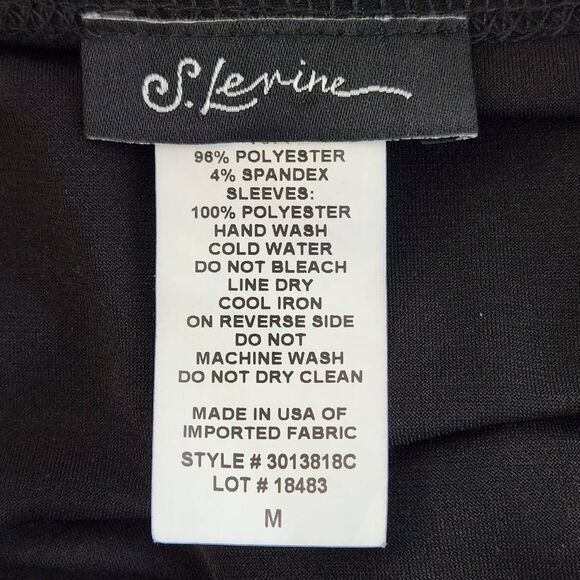 S. Levine
96% POLYESTER
4% SPANDEX
SLEEVES:
100% POLYESTER
HAND WASH
COLD WATER
DO NOT BLEACH
LINE DRY
COOL IRON
ON REVERSE SIDE
DO NOT
MACHINE WASH
DO NOT DRY CLEAN
MADE IN USA OF
IMPORTED FABRIC
STYLE # 3013818C
LOT # 18483
M